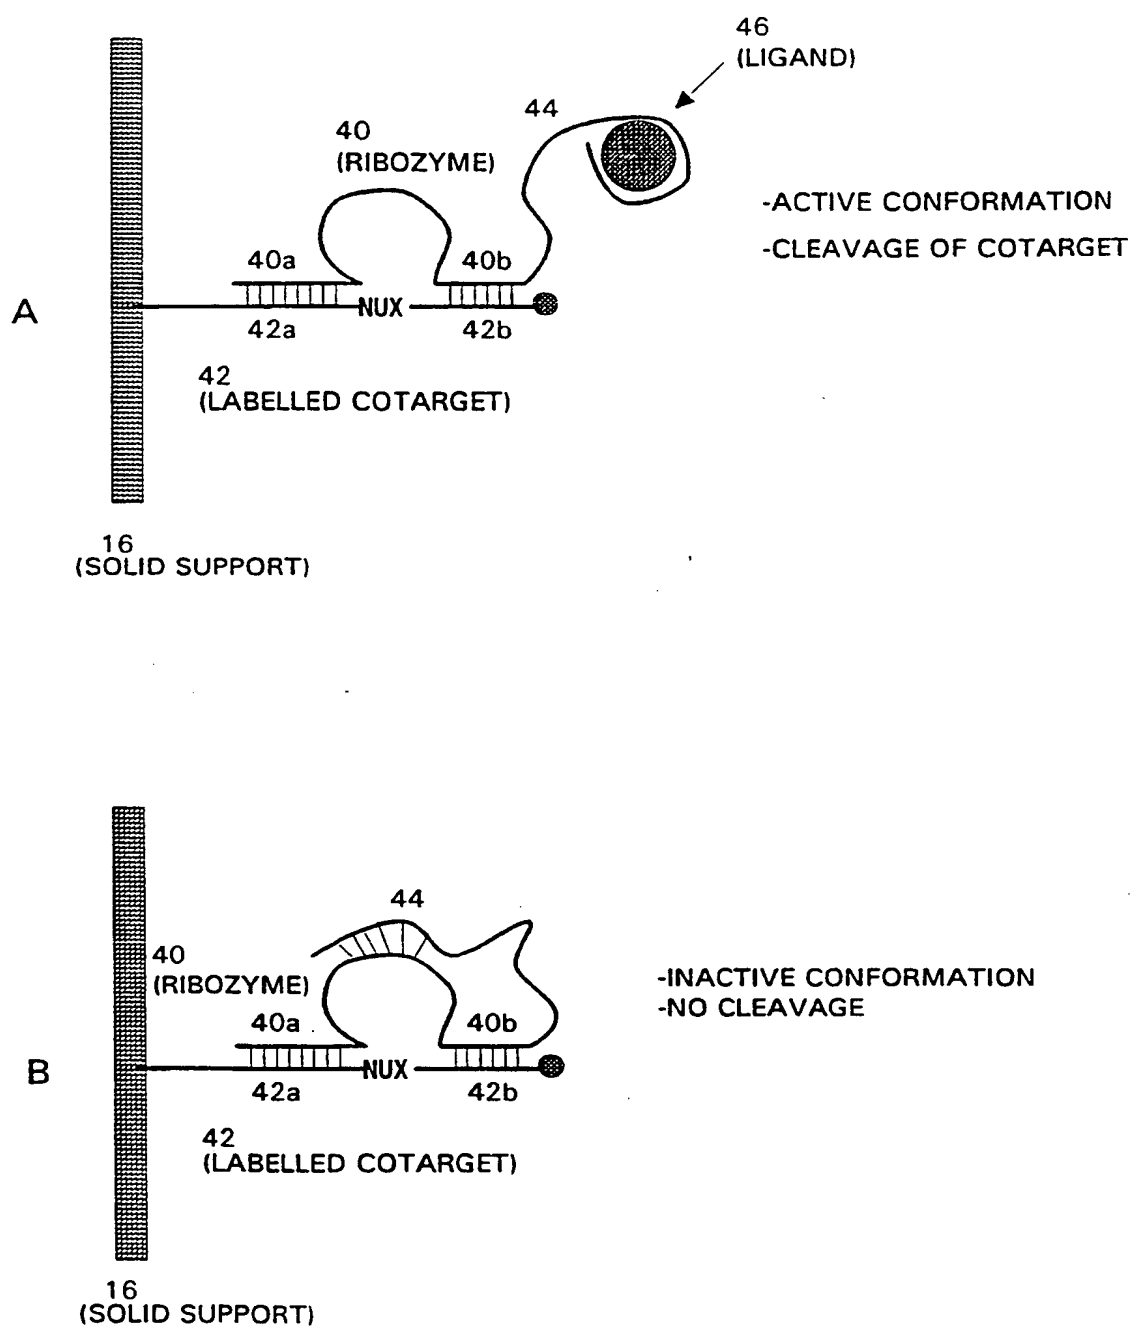 46
(LIGAND)
44
40
(RIBOZYME)
-ACTIVE CONFORMATION
-CLEAVAGE OF COTARGET
40a
40b
A
NUX
42a
42b
42
(LABELLED COTARGET)
16
(SOLID SUPPORT)
44
40
(RIBOZYME)
-INACTIVE CONFORMATION
-NO CLEAVAGE
40a
40b
B
NUX
42a
42b
42
(LABELLED COTARGET)
16
(SOLID SUPPORT)